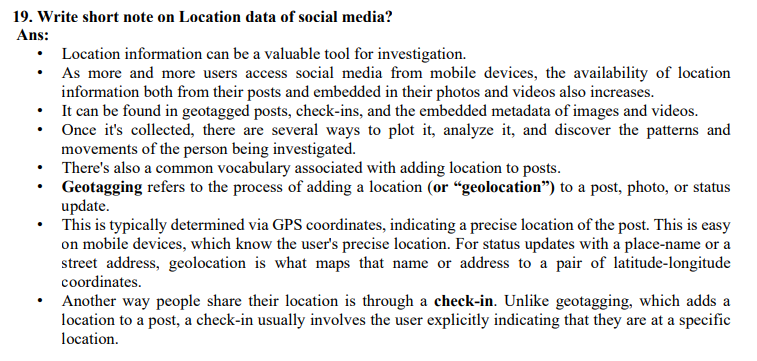 19. Write short note on Location data of social media?
Ans:
• Location information can be a valuable tool for investigation.
• As more and more users access social media from mobile devices, the availability of location
information both from their posts and embedded in their photos and videos also increases.
• It can be found in geotagged posts, check-ins, and the embedded metadata of images and videos.
• Once it's collected, there are several ways to plot it, analyze it, and discover the patterns and
movements of the person being investigated.
• There's also a common vocabulary associated with adding location to posts.
• Geotagging refers to the process of adding a location (or “geolocation”) to a post, photo, or status
update.
• This is typically determined via GPS coordinates, indicating a precise location of the post. This is easy
on mobile devices, which know the user's precise location. For status updates with a place-name or a
street address, geolocation is what maps that name or address to a pair of latitude-longitude
coordinates.
• Another way people share their location is through a check-in. Unlike geotagging, which adds a
location to a post, a check-in usually involves the user explicitly indicating that they are at a specific
location.